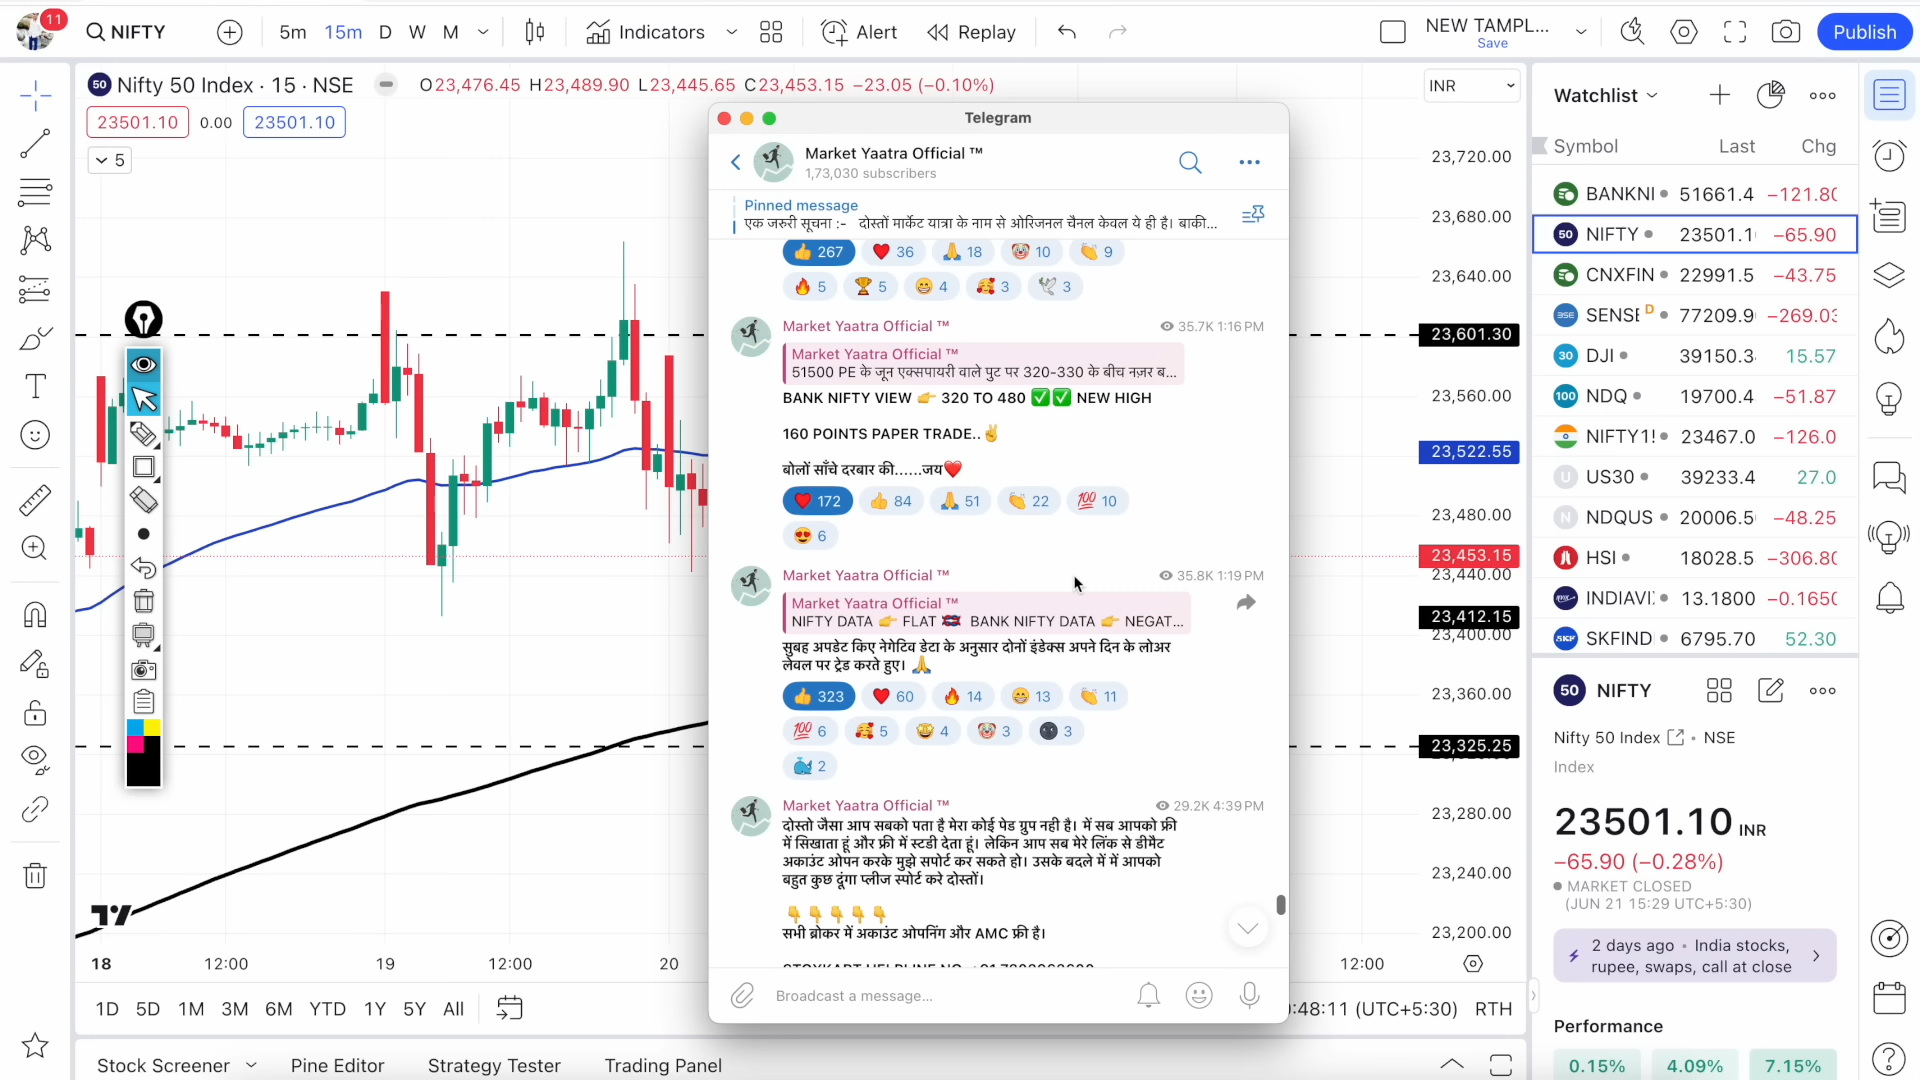 11
NIFTY
5m
15m
D
W
M
Indicators
Alert
Replay
NEW TAMPL...
Save
Publish
50 Nifty 50 Index · 15 · NSE
O23,476.45 H23,489.90 L23,445.65 C23,453.15 −23.05 (−0.10%)
23501.10
0.00
23501.10
5
INR
23,720.00
23,680.00
23,640.00
23,601.30
23,560.00
23,522.55
23,480.00
23,453.15
23,440.00
23,412.15
23,400.00
23,360.00
23,325.25
23,280.00
23,240.00
23,200.00
18
12:00
19
12:00
20
12:00
1D 5D 1M 3M 6M YTD 1Y 5Y All
:48:11 (UTC+5:30) RTH
Stock Screener
Pine Editor
Strategy Tester
Trading Panel
Telegram
Market Yaatra Official ™
1,73,030 subscribers
Pinned message
एक जरुरी सूचना :- दोस्तों मार्केट यात्रा के नाम से ओरिजनल चैनल केवल ये ही है। बाकी...
👍 267 ❤️ 36 🙏 18 🤡 10 👏 9
🔥 5 🏆 5 😁 4 🥰 3 🕊 3
Market Yaatra Official ™ 35.7K 1:16 PM
Market Yaatra Official ™
51500 PE के जून एक्सपायरी वाले पुट पर 320-330 के बीच नज़र ब...
BANK NIFTY VIEW 👉 320 TO 480 ✅✅ NEW HIGH
160 POINTS PAPER TRADE..✌️
बोलों साँचे दरबार की......जय❤️
❤️ 172 👍 84 🙏 51 👏 22 💯 10
😍 6
Market Yaatra Official ™ 35.8K 1:19 PM
Market Yaatra Official ™
NIFTY DATA 👉 FLAT BANK NIFTY DATA 👉 NEGAT...
सुबह अपडेट किए नेगेटिव डेटा के अनुसार दोनों इंडेक्स अपने दिन के लोअर
लेवल पर ट्रेड करते हुए। 🙏
👍 323 ❤️ 60 🔥 14 😁 13 👏 11
💯 6 🥰 5 🤩 4 🤡 3 🌚 3
🐳 2
Market Yaatra Official ™ 29.2K 4:39 PM
दोस्तो जैसा आप सबको पता है मेरा कोई पेड ग्रुप नही है। में सब आपको फ्री
में सिखाता हूं और फ्री में स्टडी देता हूं। लेकिन आप सब मेरे लिंक से डीमैट
अकाउंट ओपन करके मुझे सपोर्ट कर सकते हो। उसके बदले में में आपको
बहुत कुछ दूंगा प्लीज स्पोर्ट करे दोस्तों।
👇👇👇👇👇
सभी ब्रोकर में अकाउंट ओपनिंग और AMC फ्री है।
Broadcast a message...
Watchlist
Symbol Last Chg
BANKNI 51661.4 −121.80
50 NIFTY 23501.1 −65.90
CNXFIN 22991.5 −43.75
BSE SENSE D 77209.9 −269.03
30 DJI 39150.3 15.57
100 NDQ 19700.4 −51.87
NIFTY1! 23467.0 −126.0
U US30 39233.4 27.0
N NDQUS 20006.5 −48.25
HSI 18028.5 −306.80
INDIAVI 13.1800 −0.1650
SKF SKFIND 6795.70 52.30
50 NIFTY
Nifty 50 Index • NSE
Index
23501.10 INR
−65.90 (−0.28%)
MARKET CLOSED
(JUN 21 15:29 UTC+5:30)
2 days ago • India stocks,
rupee, swaps, call at close
Performance
0.15%
4.09%
7.15%